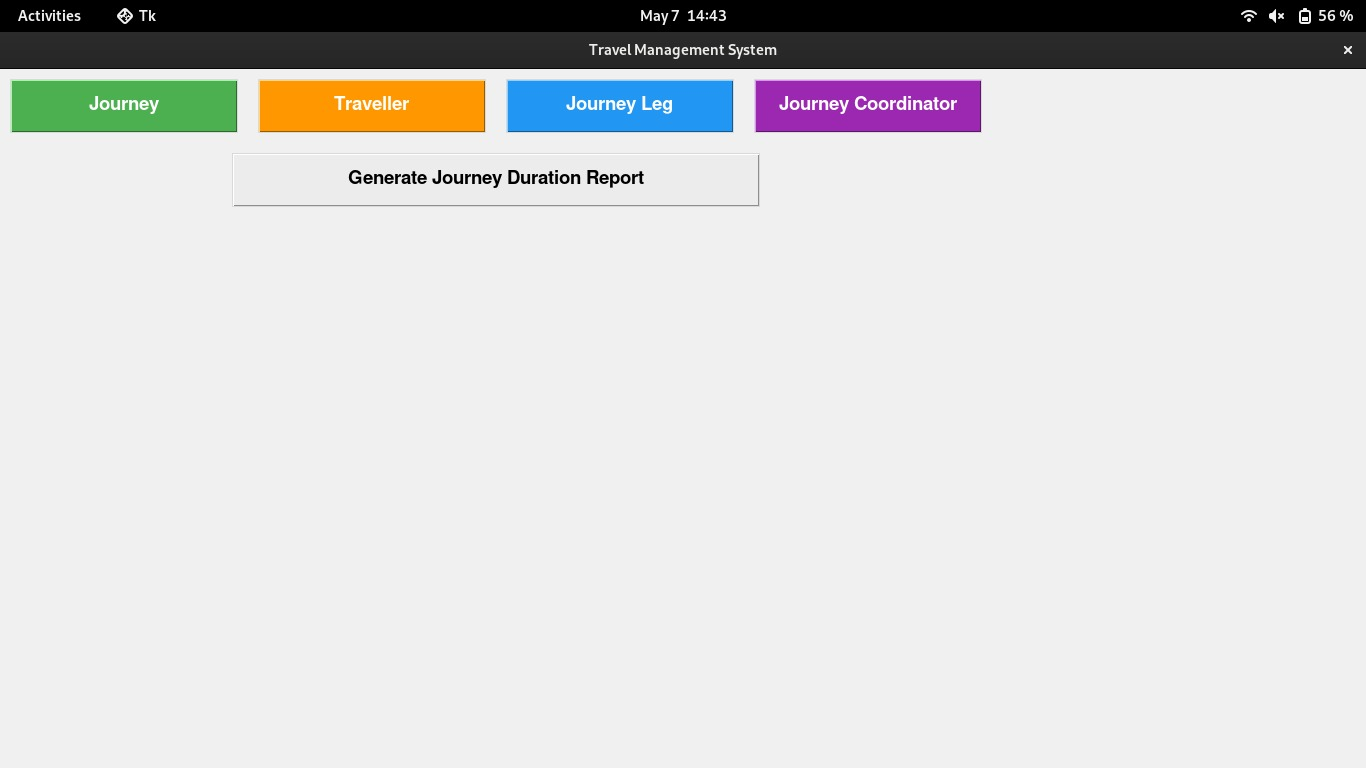 Activities Tk May 7 14:43 56 %
Travel Management System
Journey Traveller Journey Leg Journey Coordinator
Generate Journey Duration Report